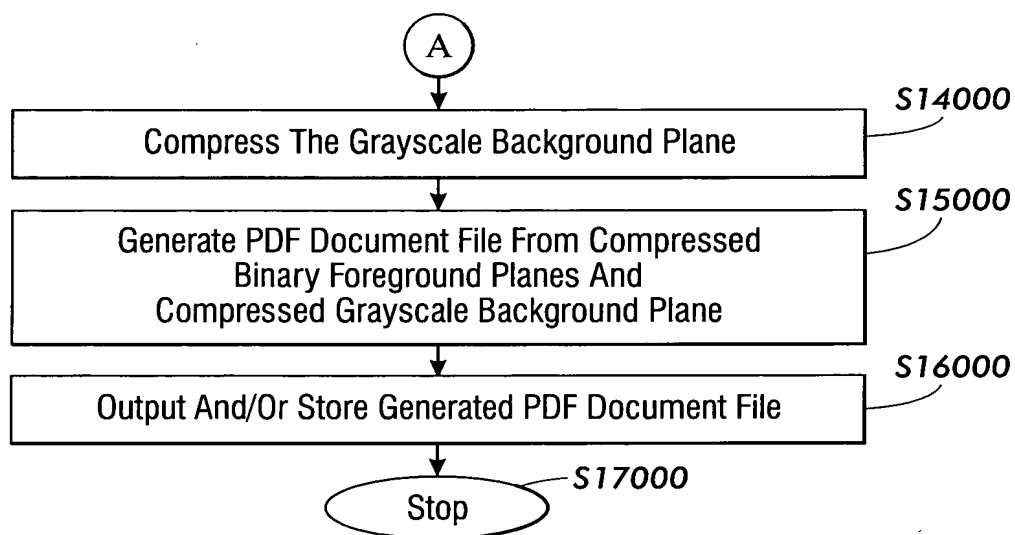 A
S14000
Compress The Grayscale Background Plane
S15000
Generate PDF Document File From Compressed
Binary Foreground Planes And
Compressed Grayscale Background Plane
S16000
Output And/Or Store Generated PDF Document File
S17000
Stop